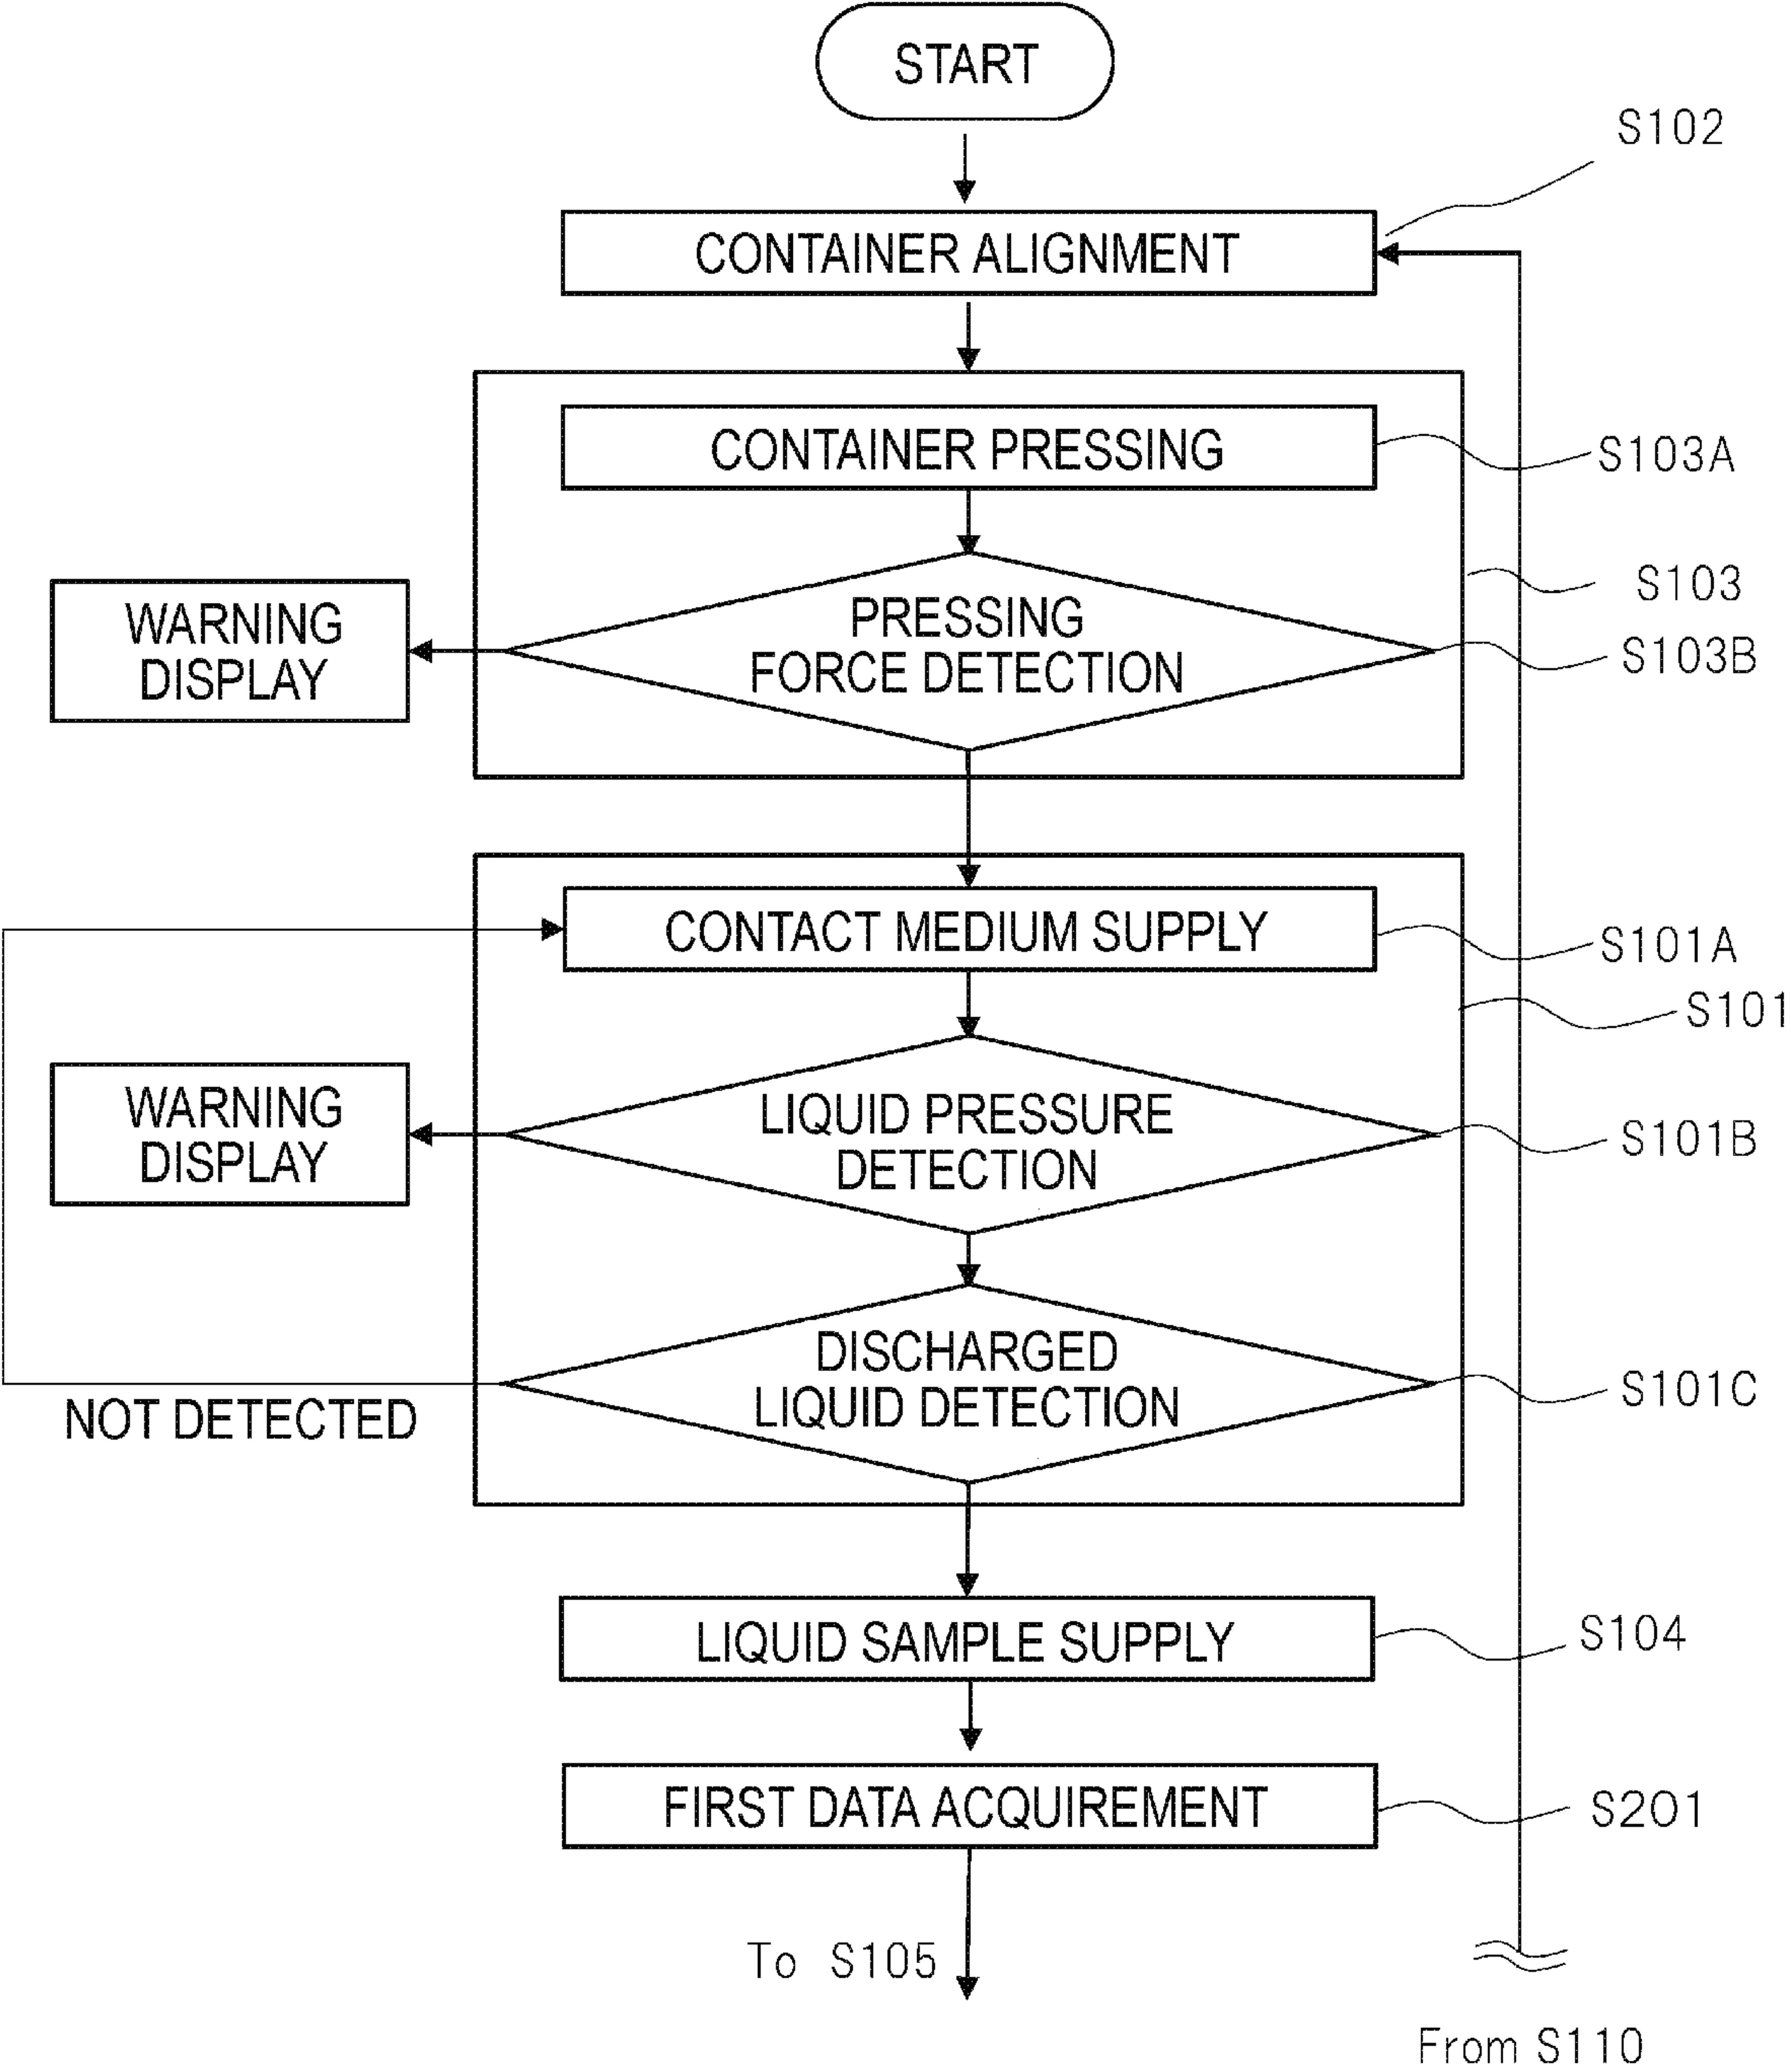 START
S102
CONTAINER ALIGNMENT
CONTAINER PRESSING
S103A
S103
WARNING
DISPLAY
PRESSING
FORCE DETECTION
S103B
CONTACT MEDIUM SUPPLY
S101A
S101
WARNING
DISPLAY
LIQUID PRESSURE
DETECTION
S101B
DISCHARGED
LIQUID DETECTION
S101C
NOT DETECTED
LIQUID SAMPLE SUPPLY
S104
FIRST DATA ACQUIREMENT
S201
To S105
From S110